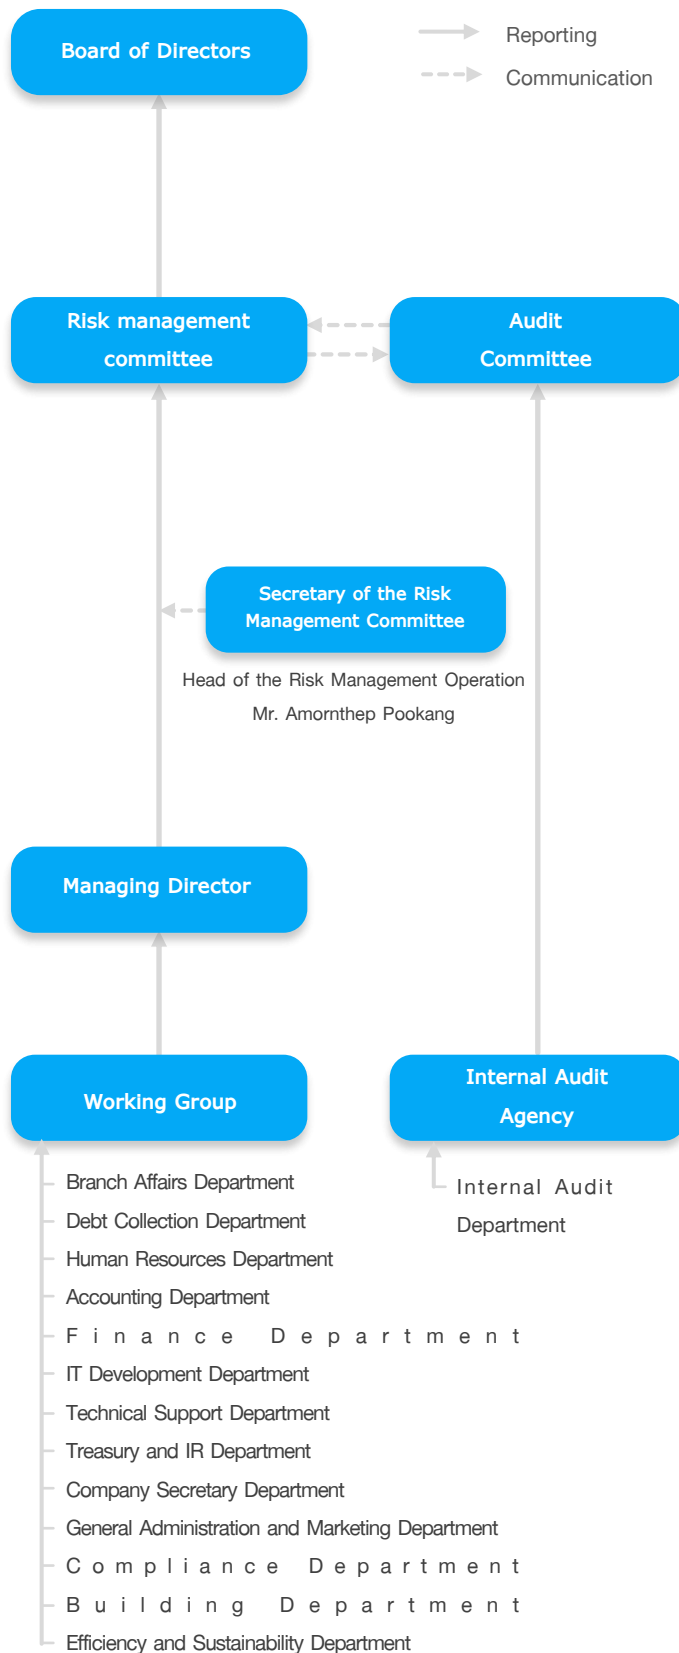 Board of Directors
Reporting
Communication
Risk management
committee
Audit
Committee
Secretary of the Risk
Management Committee
Head of the Risk Management Operation
Mr. Amornthep Pookang
Managing Director
Working Group
Internal Audit
Agency
Branch Affairs Department
Debt Collection Department
Human Resources Department
Accounting Department
Finance Department
IT Development Department
Technical Support Department
Treasury and IR Department
Company Secretary Department
General Administration and Marketing Department
Compliance Department
Building Department
Efficiency and Sustainability Department
Internal Audit
Department